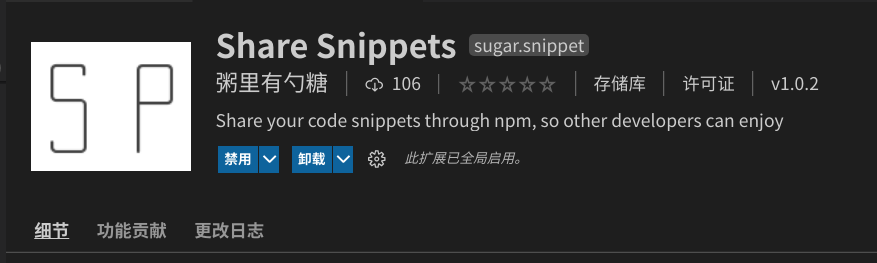 SP
Share Snippets sugar.snippet
粥里有勺糖 106 存储库 许可证 v1.0.2
Share your code snippets through npm, so other developers can enjoy
禁用 卸载 此扩展已全局启用。
细节 功能贡献 更改日志